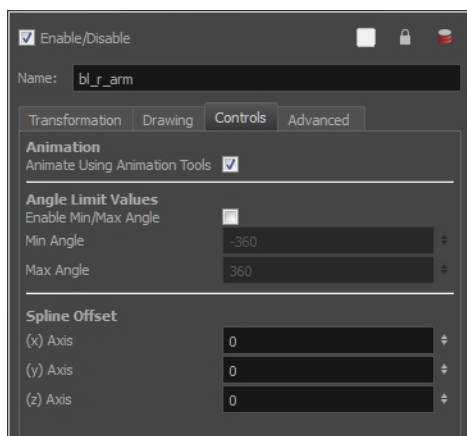 Enable/Disable
Name: bl_r_arm
Transformation Drawing Controls Advanced
Animation
Animate Using Animation Tools
Angle Limit Values
Enable Min/Max Angle
Min Angle -360
Max Angle 360
Spline Offset
(x) Axis 0
(y) Axis 0
(z) Axis 0